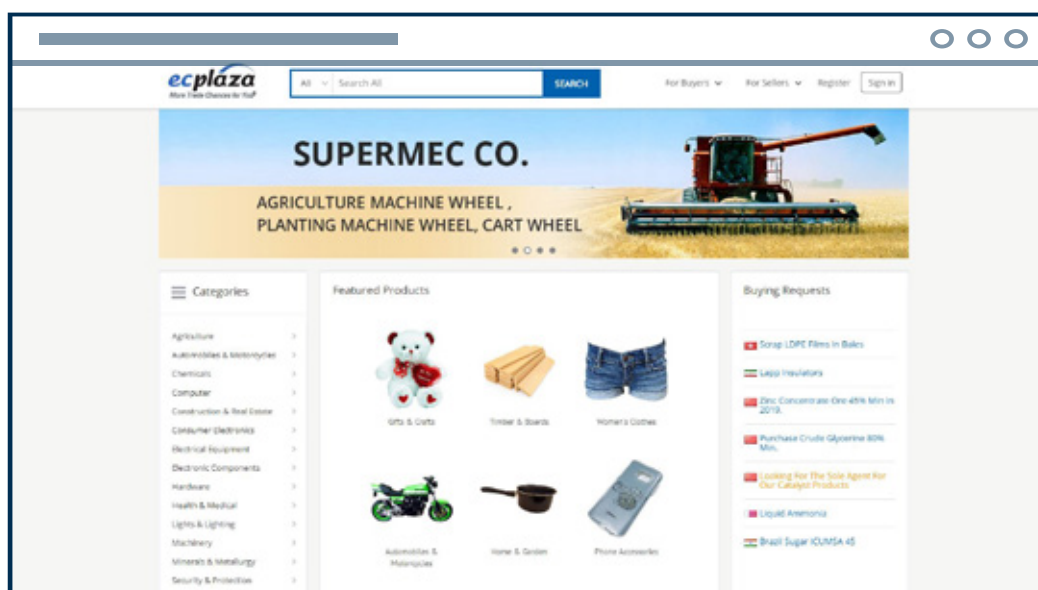 ecplaza
More Trade Chances for You!
All
Search All
SEARCH
For Buyers
For Sellers
Register
Sign in
SUPERMEC CO.
AGRICULTURE MACHINE WHEEL ,
PLANTING MACHINE WHEEL, CART WHEEL
Categories
Agriculture
Automobiles & Motorcycles
Chemicals
Computer
Construction & Real Estate
Consumer Electronics
Electrical Equipment
Electronic Components
Hardware
Health & Medical
Lights & Lighting
Machinery
Minerals & Metallurgy
Security & Protection
Featured Products
Gifts & Crafts
Timber & Boards
Women's Clothes
Automobiles &
Motorcycles
Home & Garden
Phone Accessories
Buying Requests
Scrap LDPE Films In Bales
Lapp Insulators
Zinc Concentrate Ore 45% Min In
2019.
Purchase Crude Glycerine 80%
Min.
Looking For The Sole Agent For
Our Catalyst Products
Liquid Ammonia
Brazil Sugar ICUMSA 45